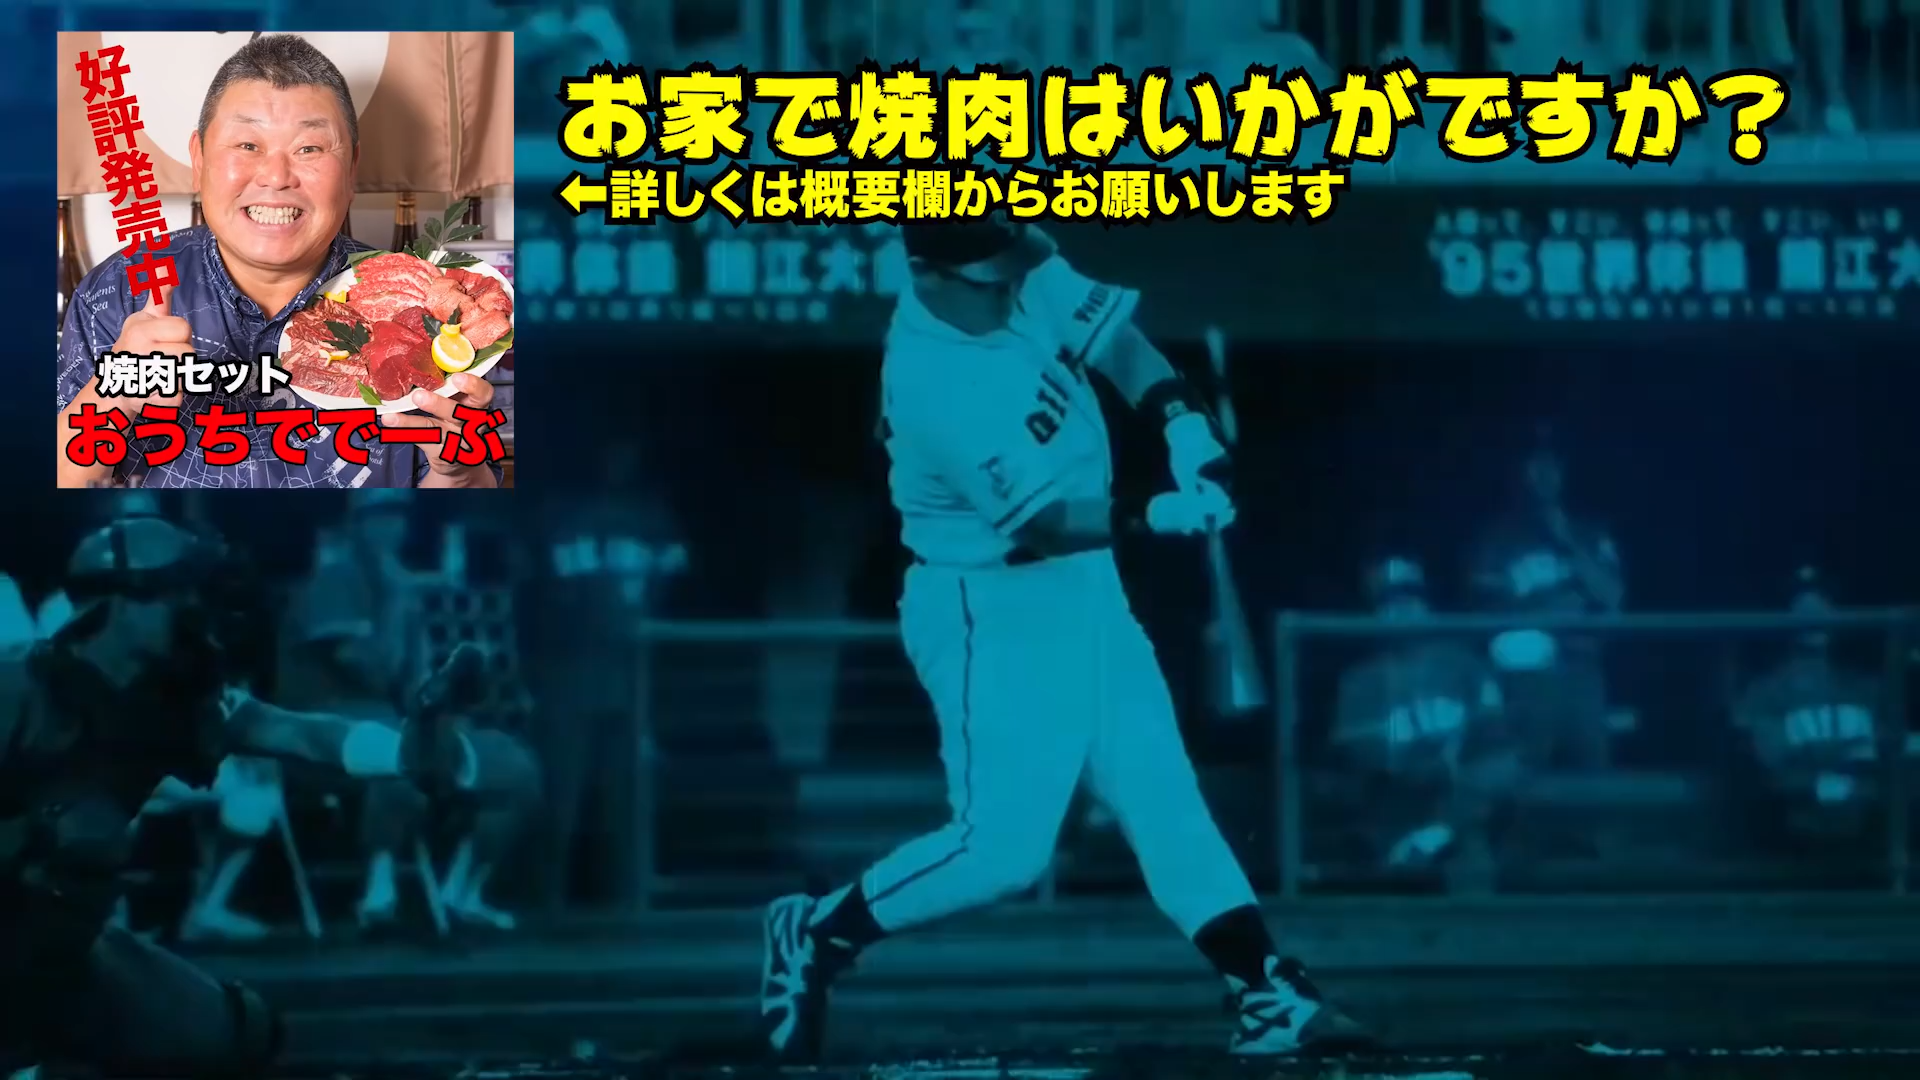 好評発売中
焼肉セット
おうちででーぶ
お家で焼肉はいかがですか？
←詳しくは概要欄からお願いします
'95世界体操 鯖江大